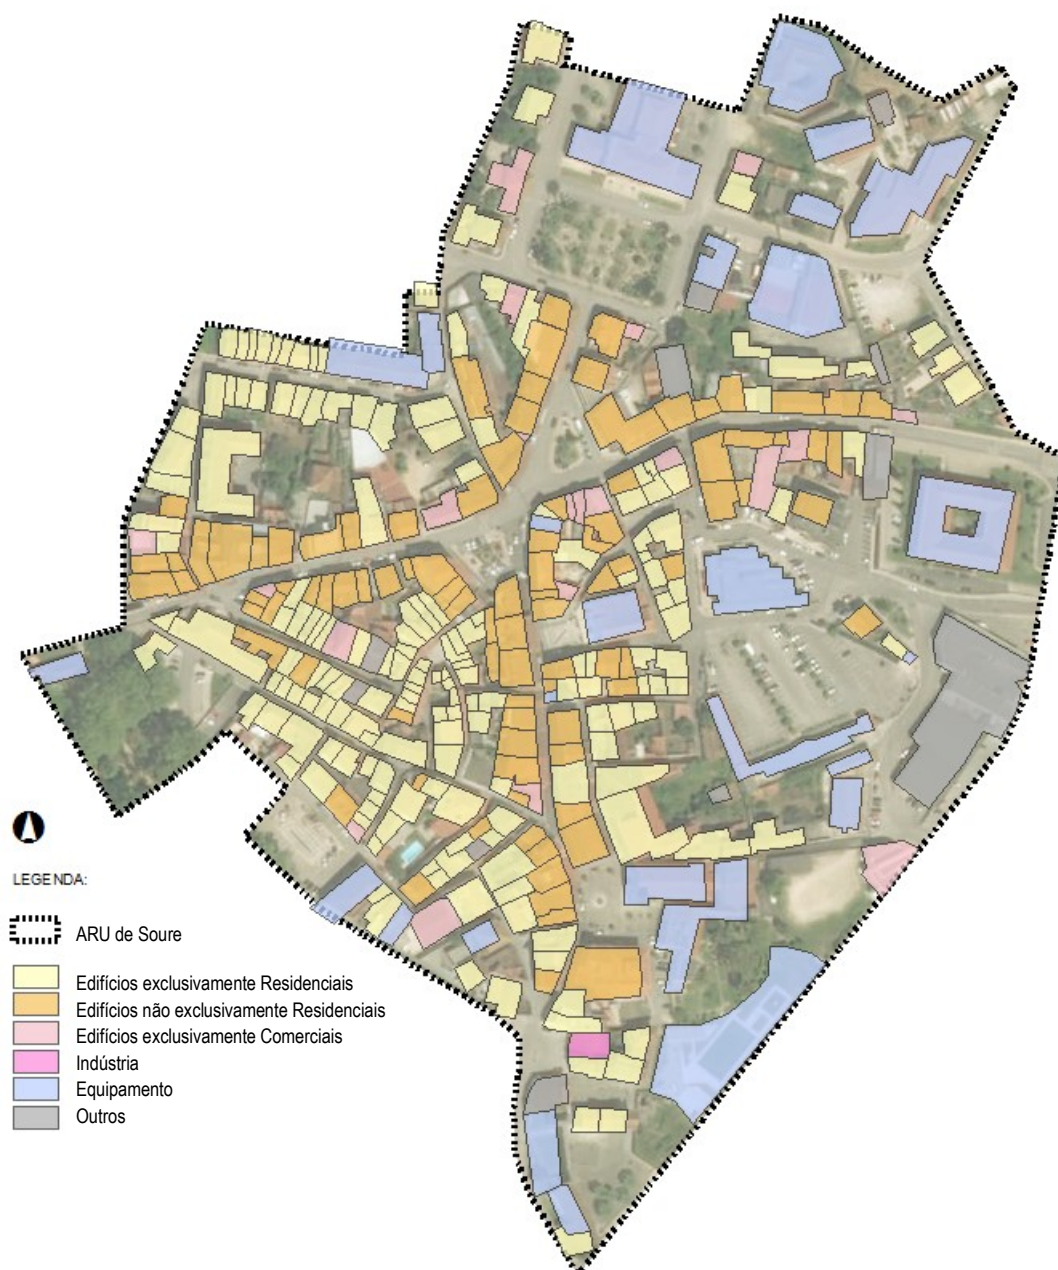 LEGENDA:
ARU de Soure
Edifícios exclusivamente Residenciais
Edifícios não exclusivamente Residenciais
Edifícios exclusivamente Comerciais
Indústria
Equipamento
Outros